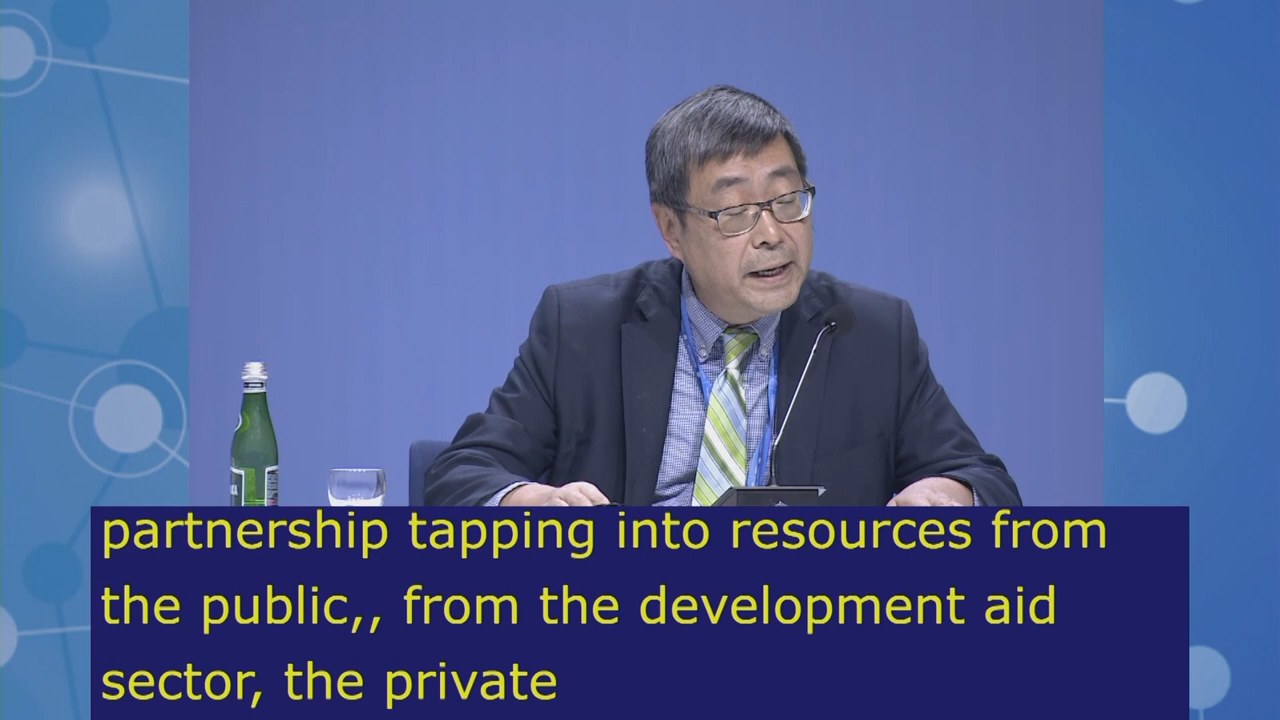 partnership tapping into resources from
the public,, from the development aid
sector, the private